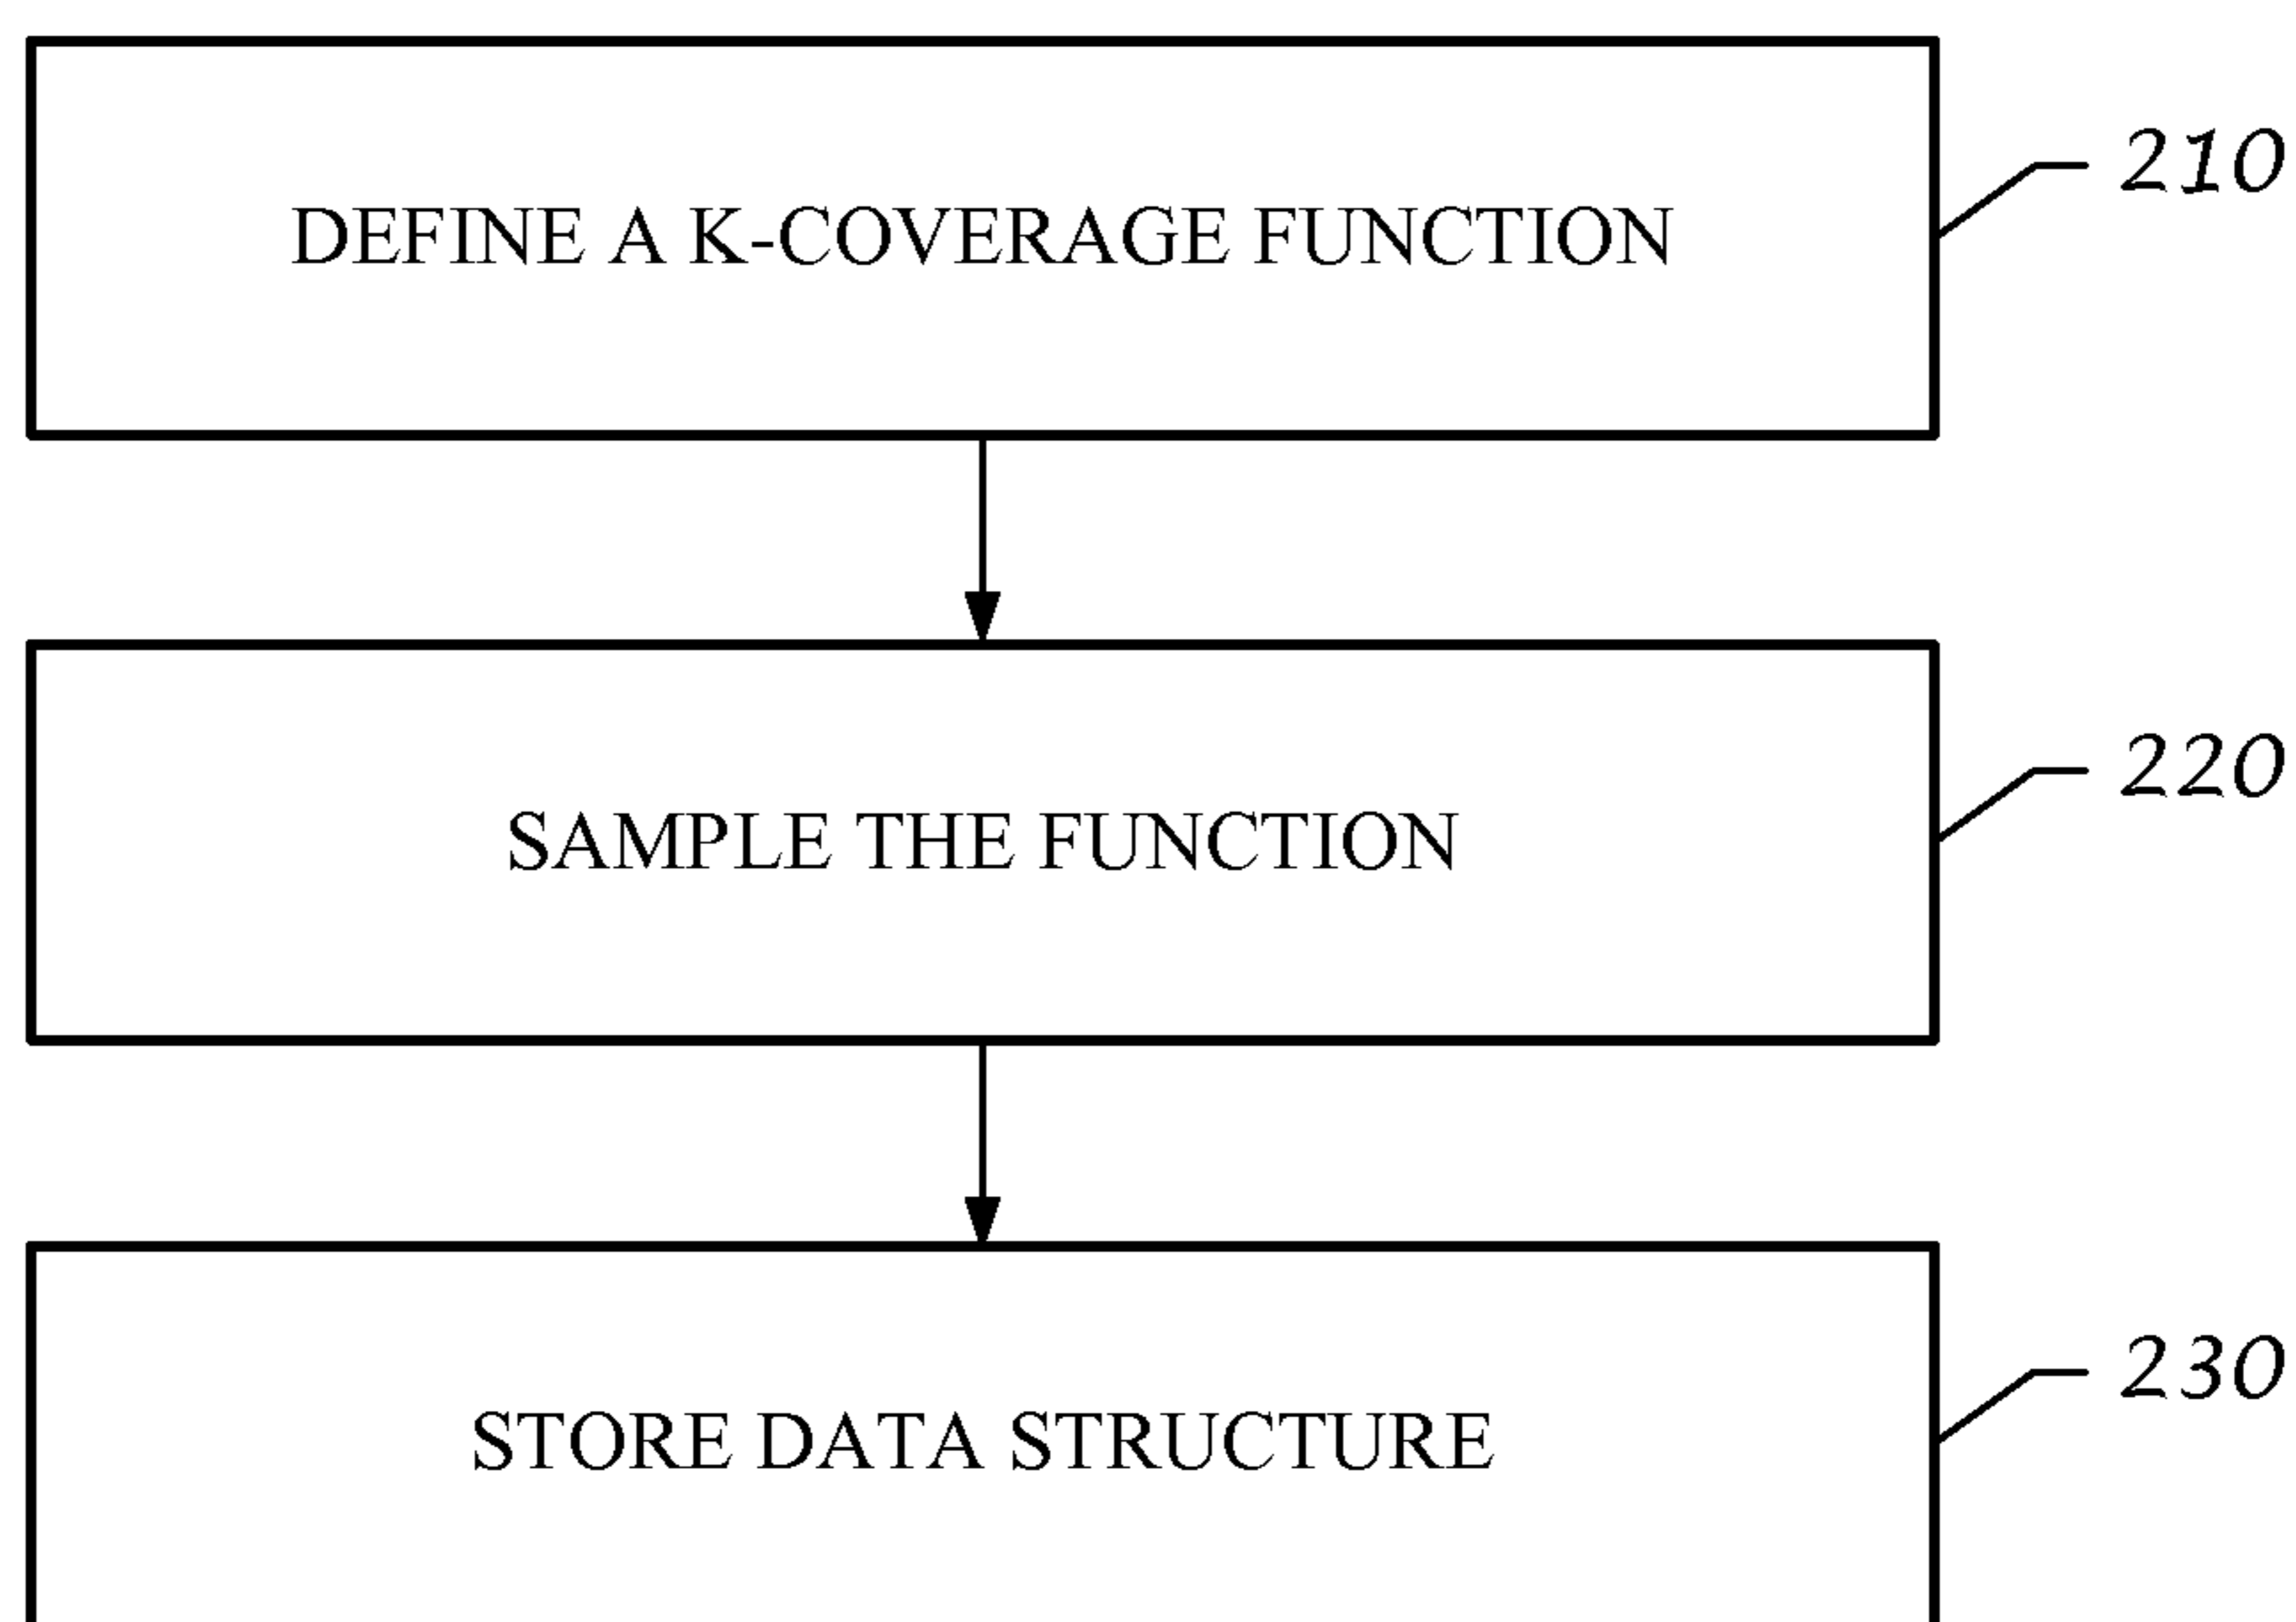 DEFINE A K-COVERAGE FUNCTION
210
SAMPLE THE FUNCTION
220
STORE DATA STRUCTURE
230